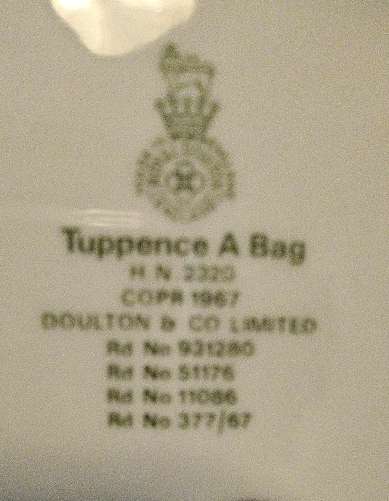 Tuppence A Bag
H N 2320
COPR 1967
DOULTON & CO LIMITED
Rd No 931280
Rd No 51176
Rd No 11086
Rd No 377/67